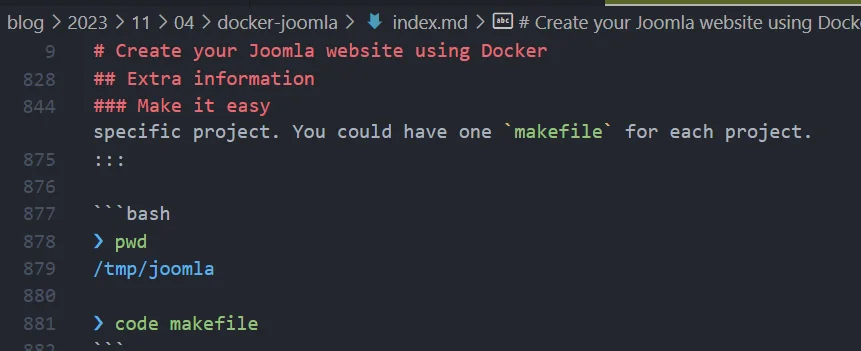 blog > 2023 > 11 > 04 > docker-joomla > index.md > abc # Create your Joomla website using Dock
9 # Create your Joomla website using Docker
828 ## Extra information
844 ### Make it easy
specific project. You could have one `makefile` for each project.
875 :::
876
877 ```bash
878 ❯ pwd
879 /tmp/joomla
880
881 ❯ code makefile
882 ```